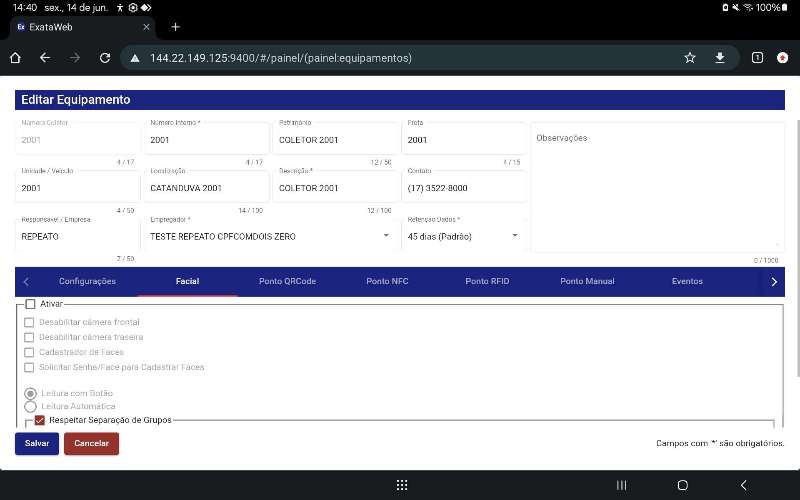 14:40 sex., 14 de jun. 100%
Ex ExataWeb
144.22.149.125:9400/#/painel/(painel:equipamentos) 1
Editar Equipamento
Número Coletor Número Interno * Patrimônio Frota
2001 2001 COLETOR 2001 2001 Observações
4 / 17 4 / 17 12 / 50 4 / 15
Unidade / Veículo Localização Descrição * Contato
2001 CATANDUVA 2001 COLETOR 2001 (17) 3522-8000
4 / 50 14 / 100 12 / 100
Responsável / Empresa Empregador * Retenção Dados *
REPEATO TESTE REPEATO CPFCOMDOIS ZERO 45 dias (Padrão)
7 / 50 0 / 1000
Configurações Facial Ponto QRCode Ponto NFC Ponto RFID Ponto Manual Eventos
Ativar
Desabilitar câmera frontal
Desabilitar câmera traseira
Cadastrador de Faces
Solicitar Senha/Face para Cadastrar Faces
Leitura com Botão
Leitura Automática
Respeitar Separação de Grupos
Salvar Cancelar Campos com '*' são obrigatórios.